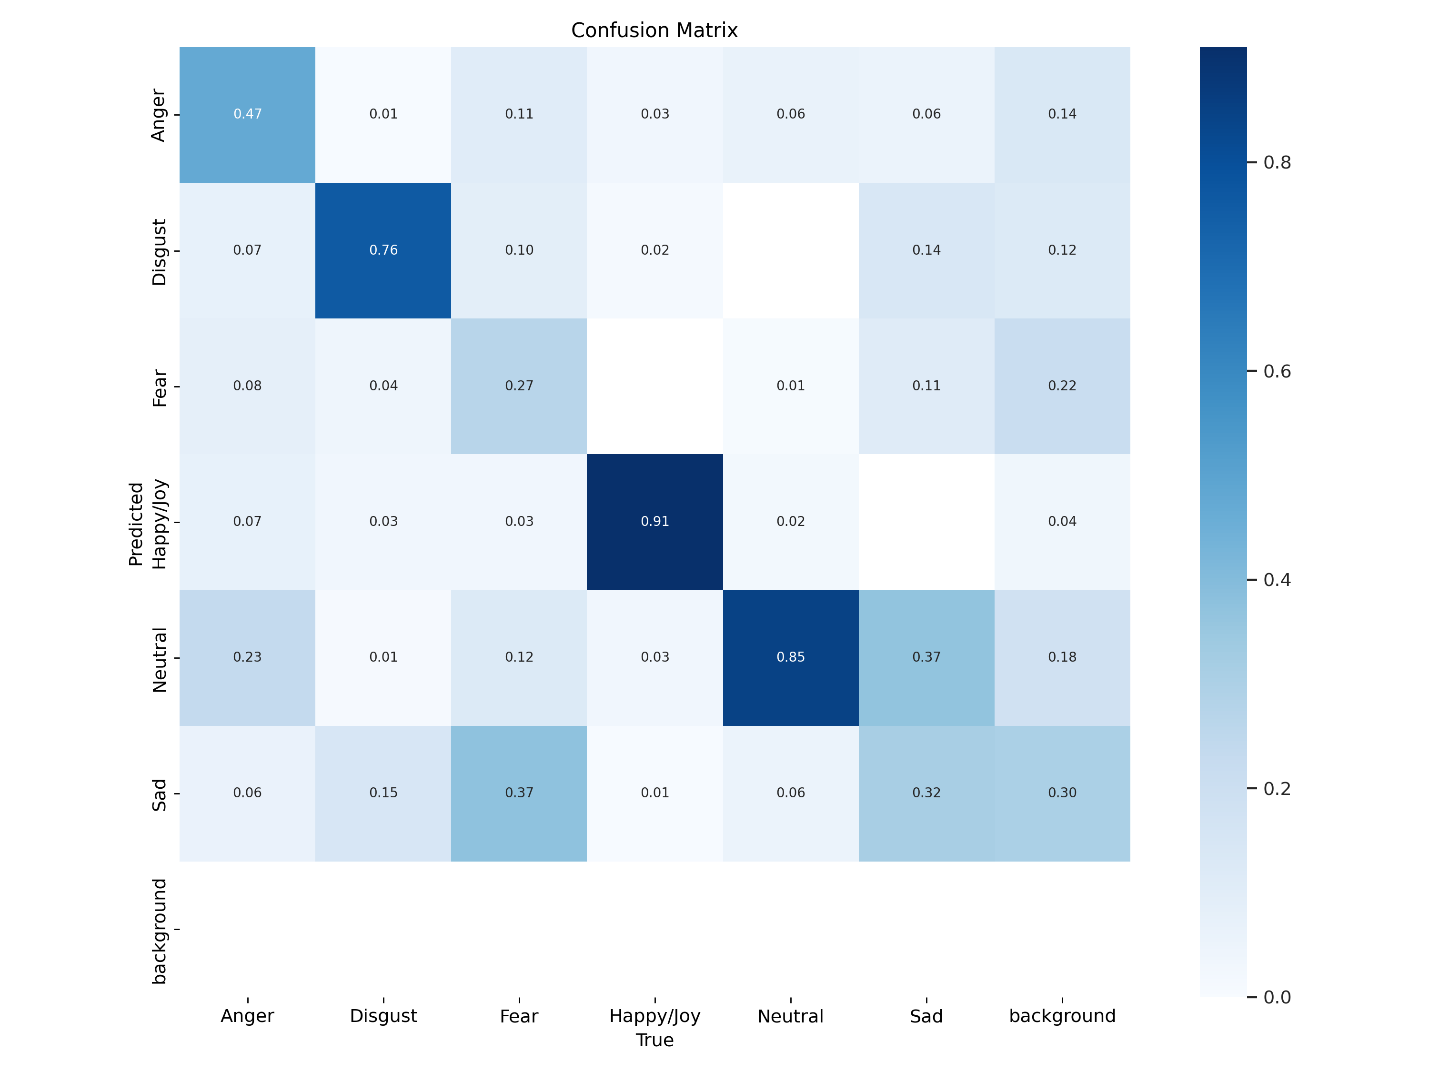 Confusion Matrix
Anger 0.47 0.01 0.11 0.03 0.06 0.06 0.14
Disgust 0.07 0.76 0.10 0.02 0.14 0.12
Fear 0.08 0.04 0.27 0.01 0.11 0.22
Predicted
Happy/Joy 0.07 0.03 0.03 0.91 0.02 0.04
Neutral 0.23 0.01 0.12 0.03 0.85 0.37 0.18
Sad 0.06 0.15 0.37 0.01 0.06 0.32 0.30
background
Anger Disgust Fear Happy/Joy Neutral Sad background
True
0.8
0.6
0.4
0.2
0.0